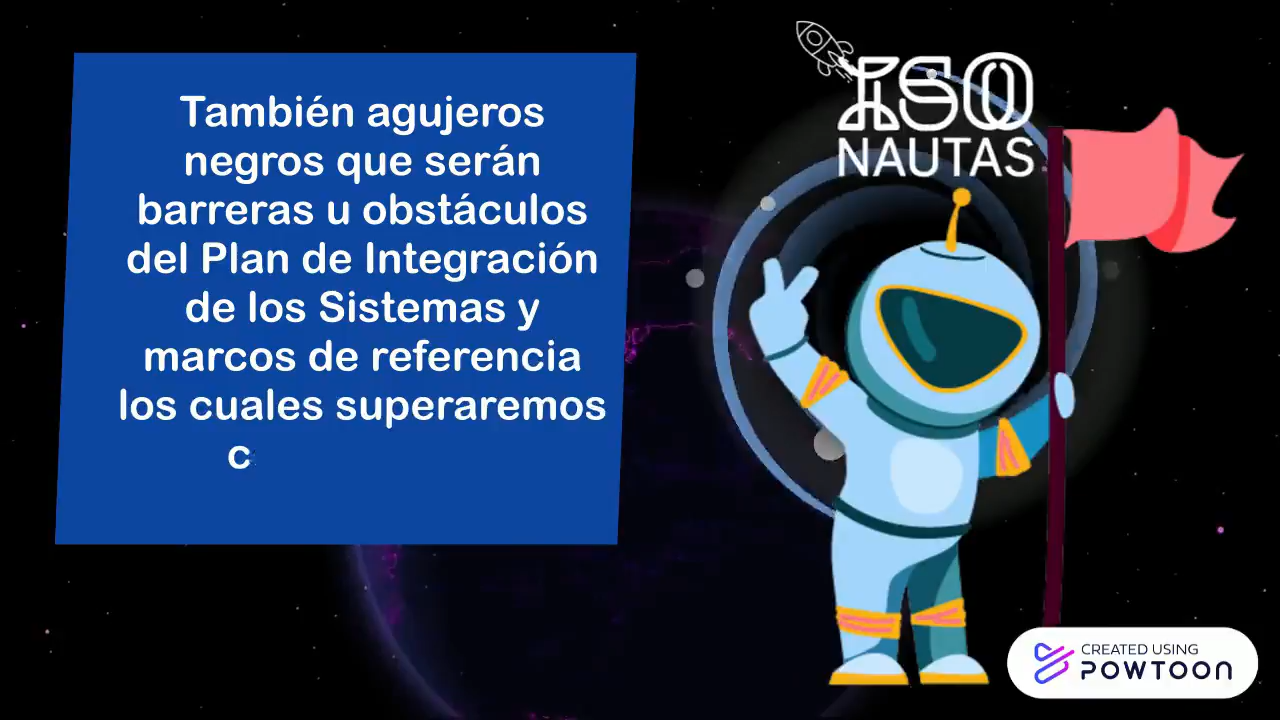 También agujeros
negros que serán
barreras u obstáculos
del Plan de Integración
de los Sistemas y
marcos de referencia
los cuales superaremos
c
ISO
NAUTAS
CREATED USING
POWTOON